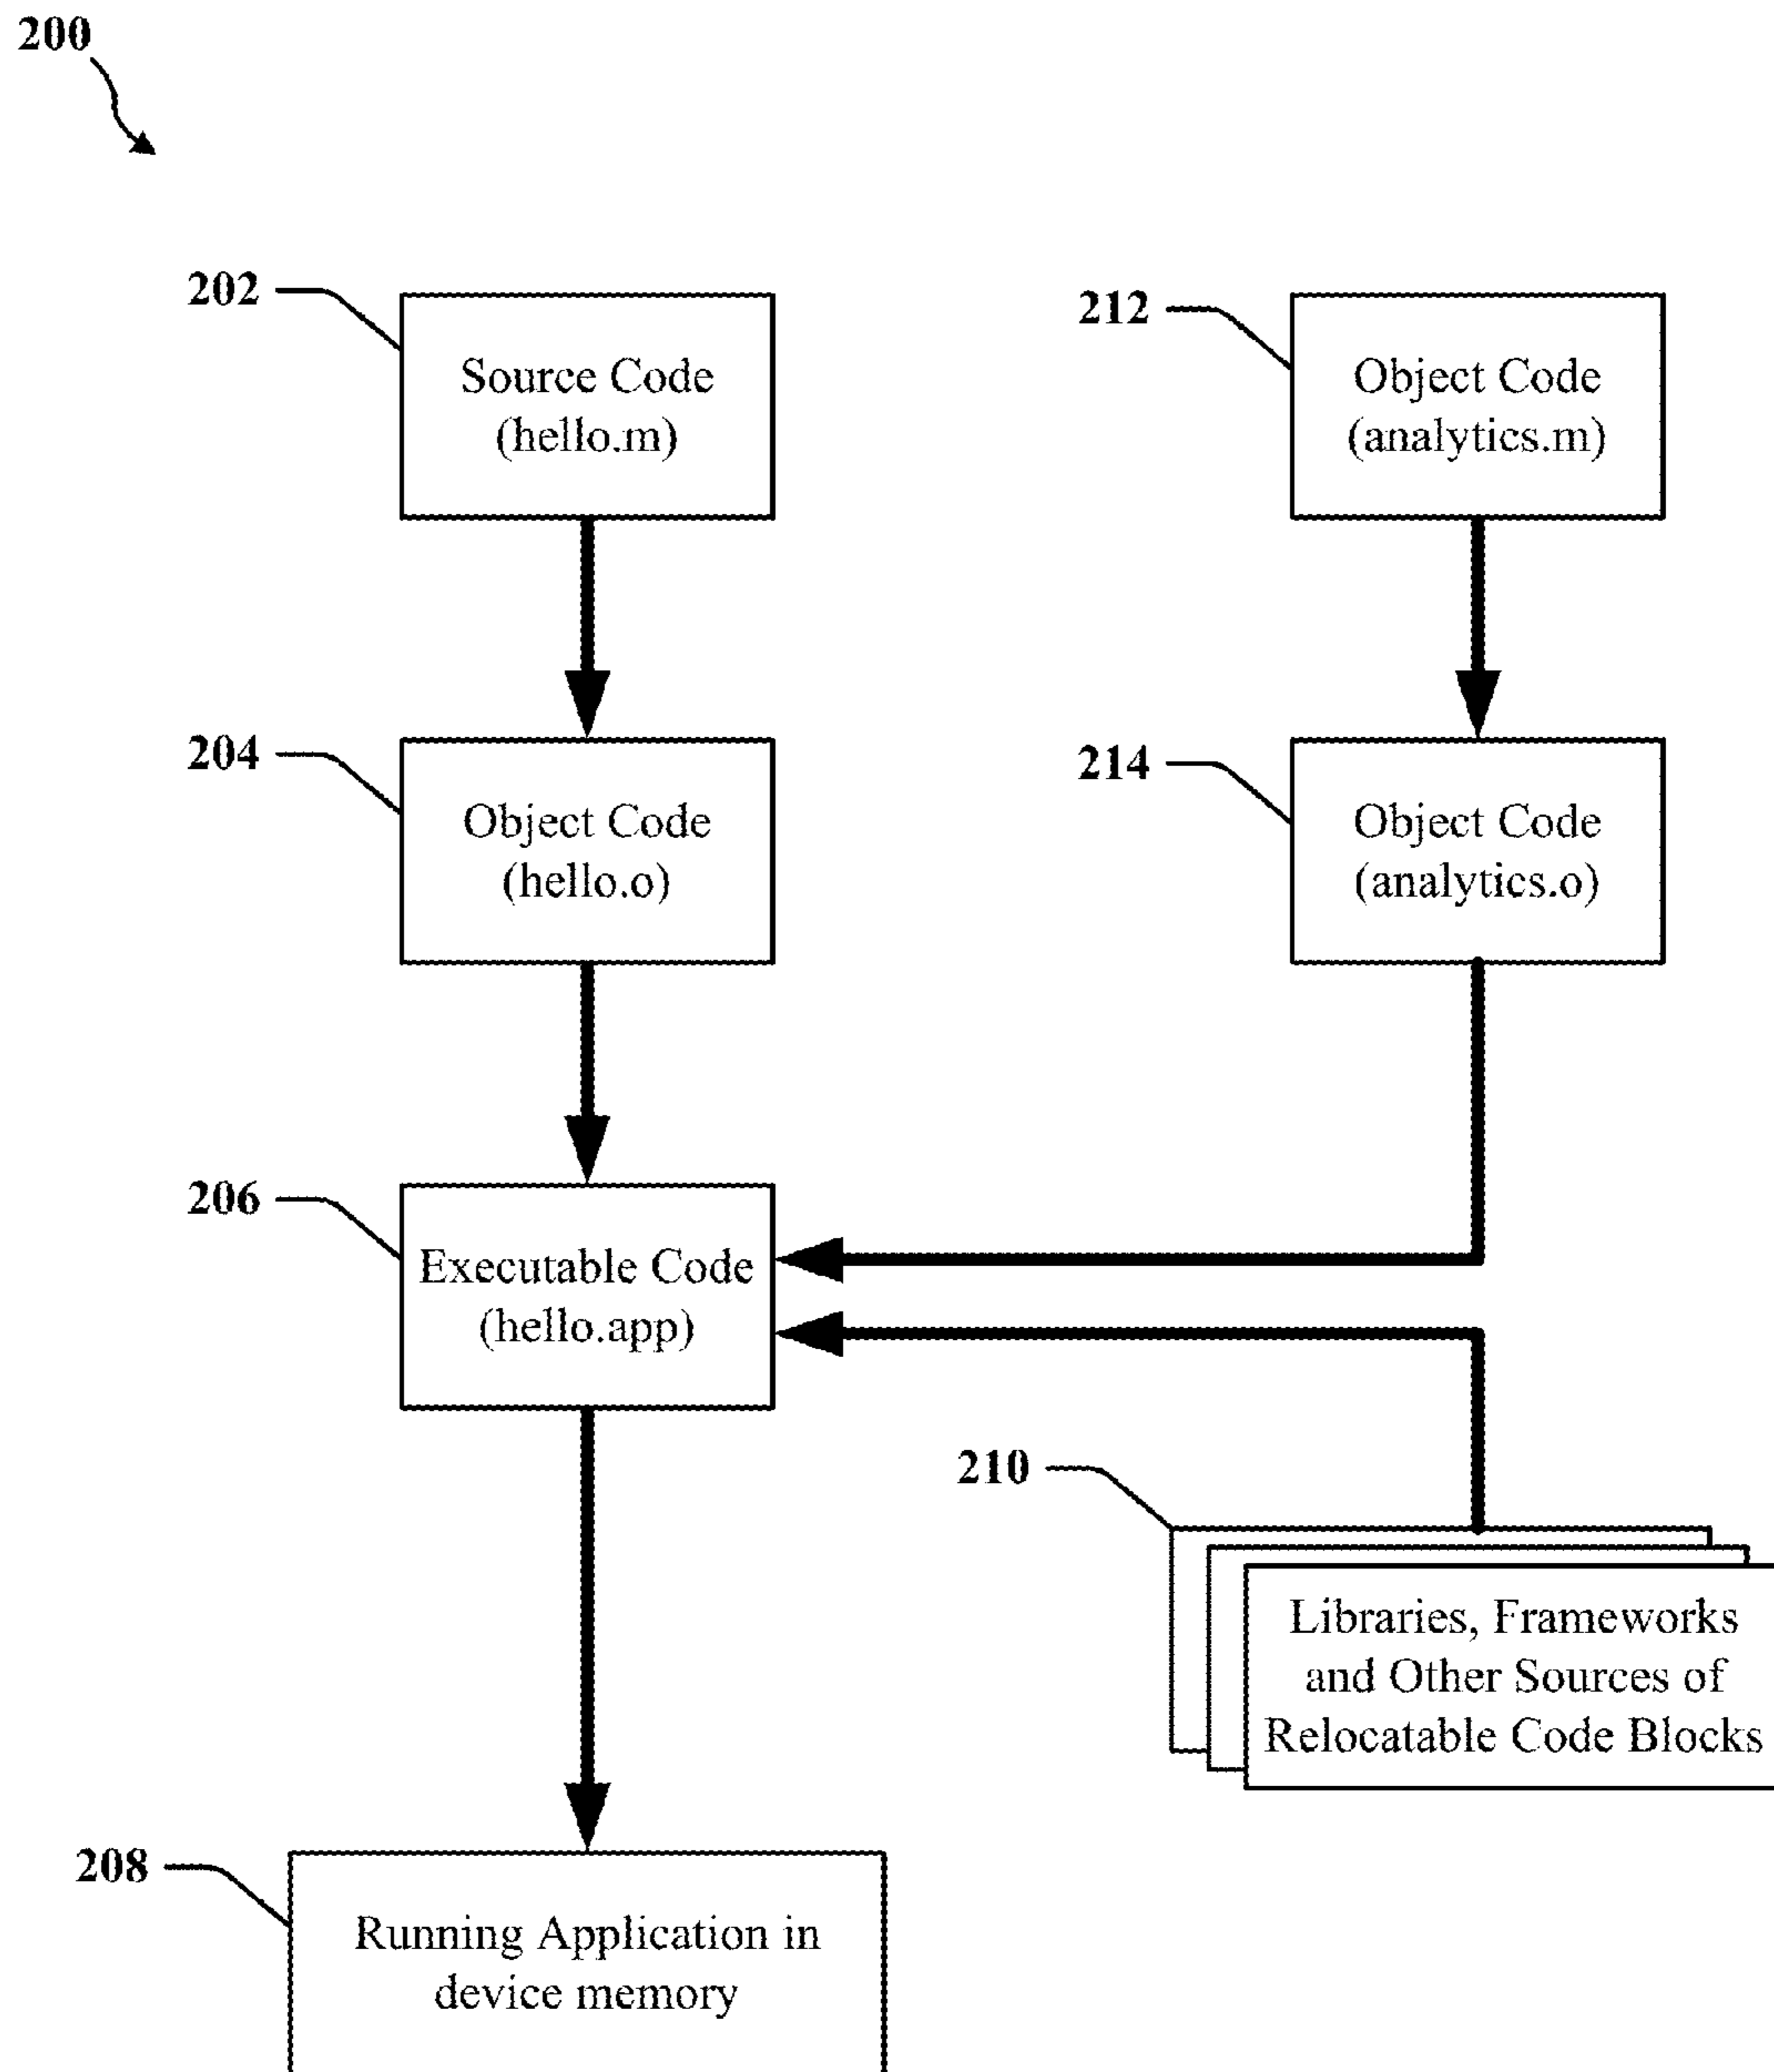 200
202
Source Code
(hello.m)
212
Object Code
(analytics.m)
204
Object Code
(hello.o)
214
Object Code
(analytics.o)
206
Executable Code
(hello.app)
210
Libraries, Frameworks
and Other Sources of
Relocatable Code Blocks
208
Running Application in
device memory